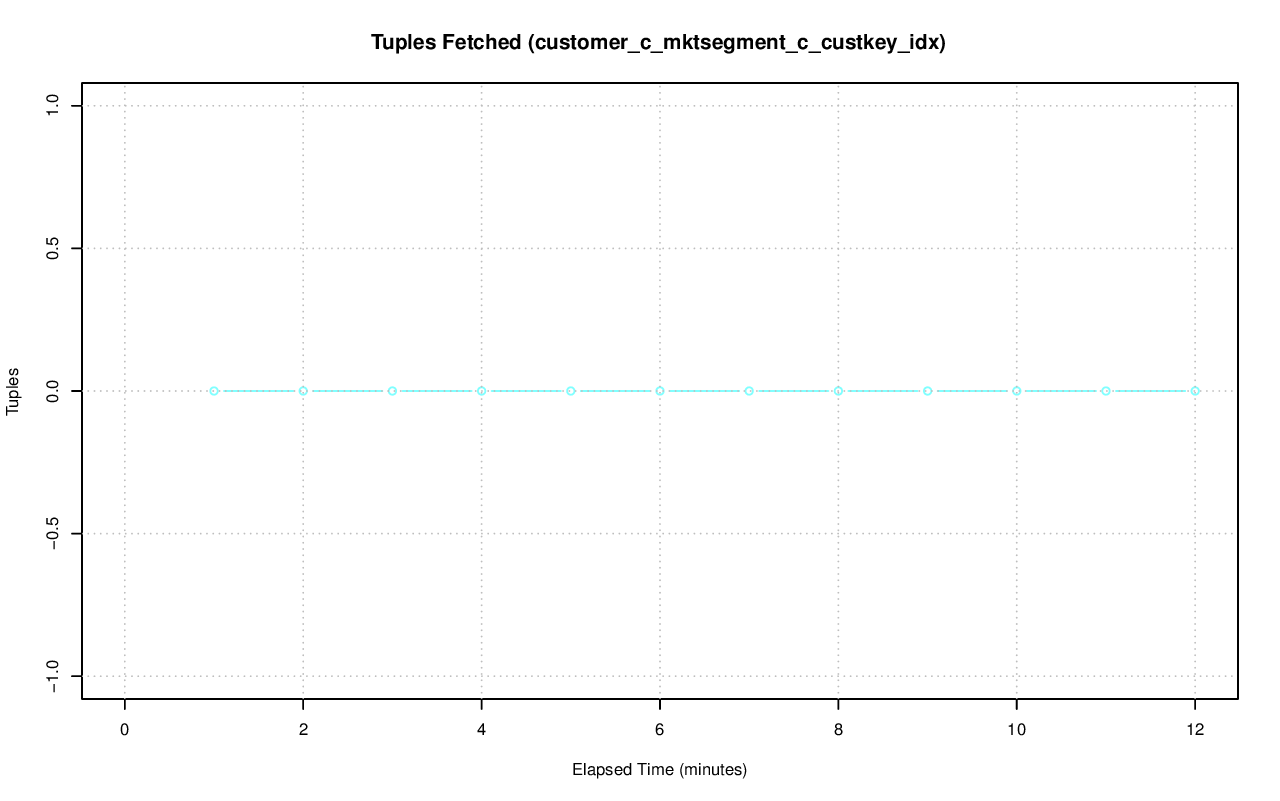 Tuples Fetched (customer_c_mktsegment_c_custkey_idx)
1.0
0.5
0.0
−0.5
−1.0
Tuples
0 2 4 6 8 10 12
Elapsed Time (minutes)